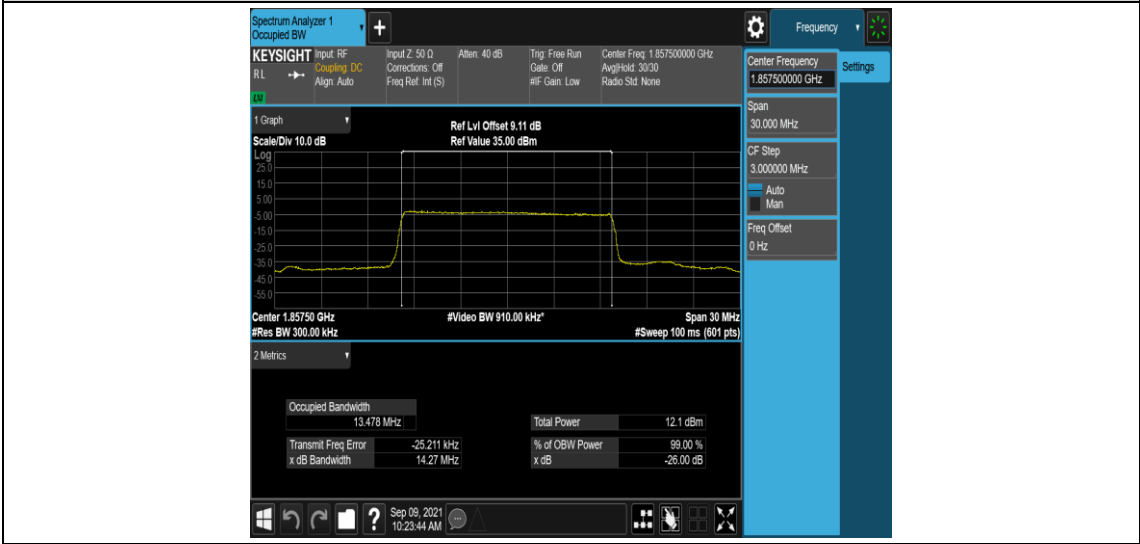 Spectrum Analyzer 1
Occupied BW
+
Frequency
KEYSIGHT
RL
LXI
Input: RF
Coupling: DC
Align: Auto
Input Z: 50 Ω
Corrections: Off
Freq Ref: Int (S)
Atten: 40 dB
Trig: Free Run
Gate: Off
#IF Gain: Low
Center Freq: 1.857500000 GHz
Avg|Hold: 30/30
Radio Std: None
Center Frequency
1.857500000 GHz
Settings
Span
30.000 MHz
CF Step
3.000000 MHz
Auto
Man
Freq Offset
0 Hz
1 Graph
Scale/Div 10.0 dB
Ref Lvl Offset 9.11 dB
Ref Value 35.00 dBm
Log
25.0
15.0
5.00
-5.00
-15.0
-25.0
-35.0
-45.0
-55.0
Center 1.85750 GHz
#Video BW 910.00 kHz*
Span 30 MHz
#Res BW 300.00 kHz
#Sweep 100 ms (601 pts)
2 Metrics
Occupied Bandwidth
13.478 MHz
Total Power 12.1 dBm
Transmit Freq Error -25.211 kHz
% of OBW Power 99.00 %
x dB Bandwidth 14.27 MHz
x dB -26.00 dB
?
Sep 09, 2021
10:23:44 AM